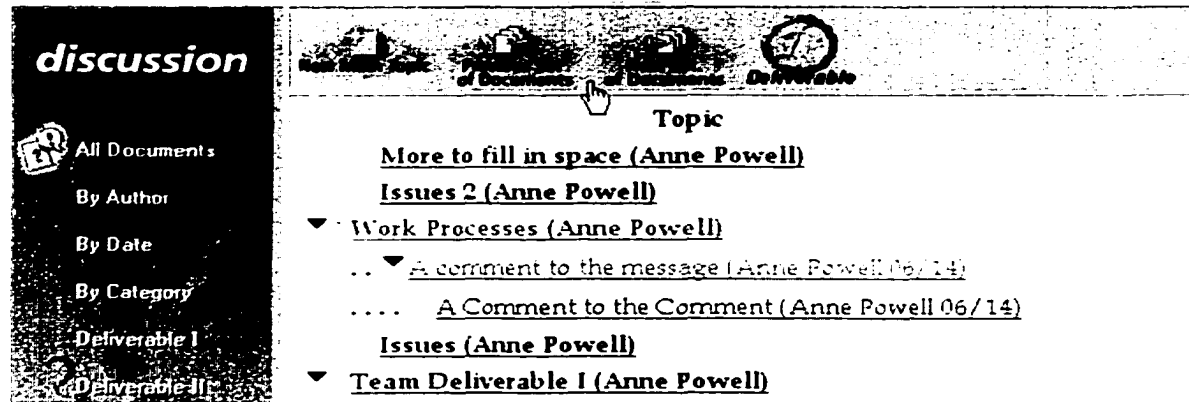 discussion
All Documents
By Author
By Date
By Category
Deliverable I
Deliverable III
of Documents
of Documents
Deliverable
Topic
More to fill in space (Anne Powell)
Issues 2 (Anne Powell)
Work Processes (Anne Powell)
.. A comment to the message (Anne Powell 06/14)
.... A Comment to the Comment (Anne Powell 06/14)
Issues (Anne Powell)
Team Deliverable I (Anne Powell)